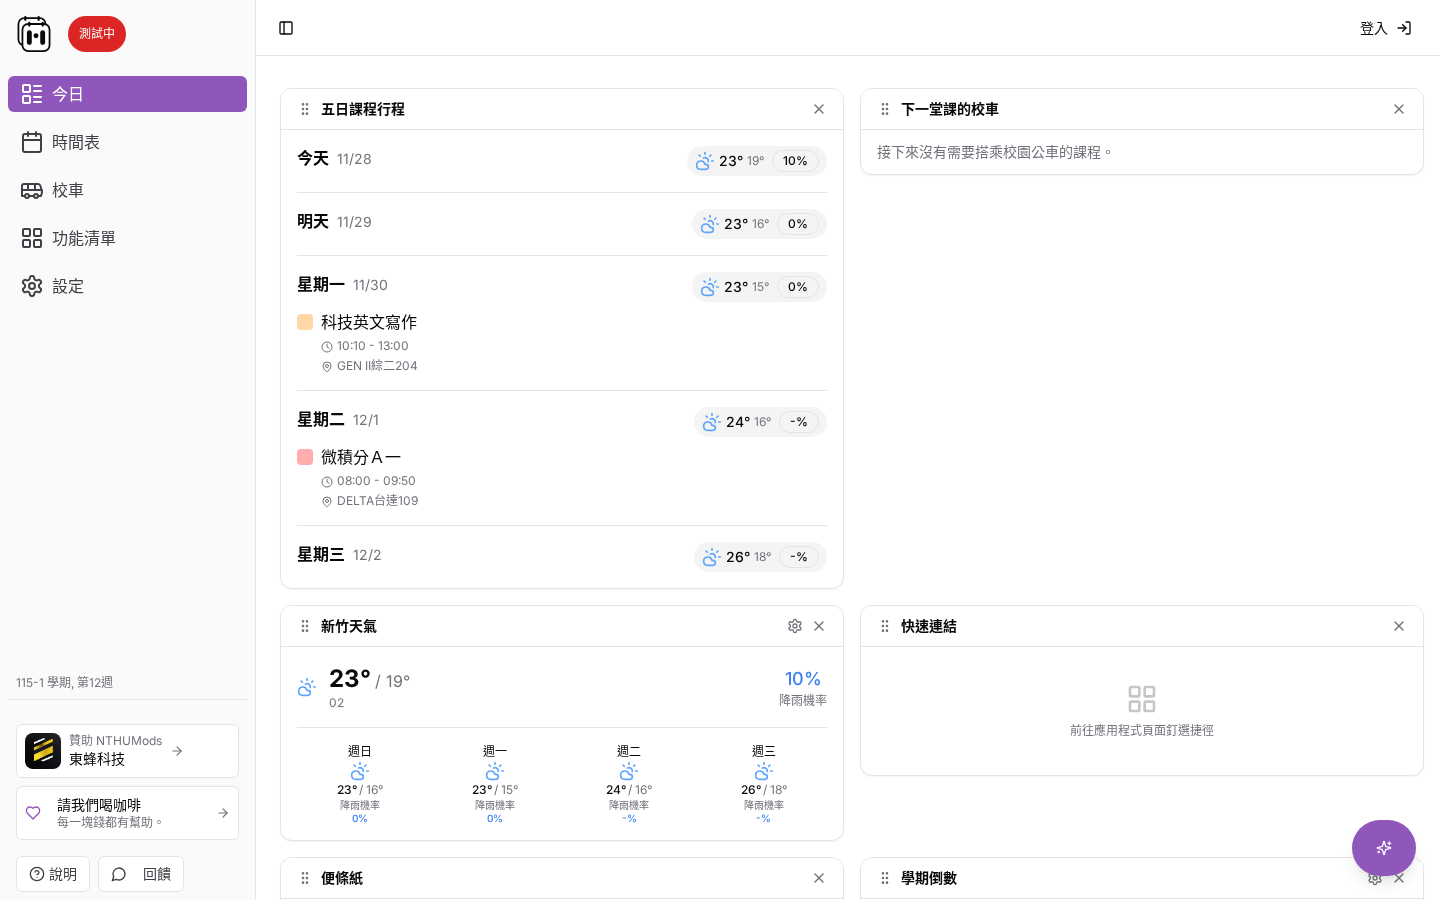 測試中
今日
時間表
校車
功能清單
設定
115-1 學期, 第12週
贊助 NTHUMods
東蜂科技
請我們喝咖啡
每一塊錢都有幫助。
說明
回饋
登入
五日課程行程
今天 11/28
23° 19° 10%
明天 11/29
23° 16° 0%
星期一 11/30
23° 15° 0%
科技英文寫作
10:10 - 13:00
GEN II綜二204
星期二 12/1
24° 16° -%
微積分Ａ一
08:00 - 09:50
DELTA台達109
星期三 12/2
26° 18° -%
下一堂課的校車
接下來沒有需要搭乘校園公車的課程。
新竹天氣
23° / 19°
02
10%
降雨機率
週日
23° / 16°
降雨機率
0%
週一
23° / 15°
降雨機率
0%
週二
24° / 16°
降雨機率
-%
週三
26° / 18°
降雨機率
-%
快速連結
前往應用程式頁面釘選捷徑
便條紙
學期倒數